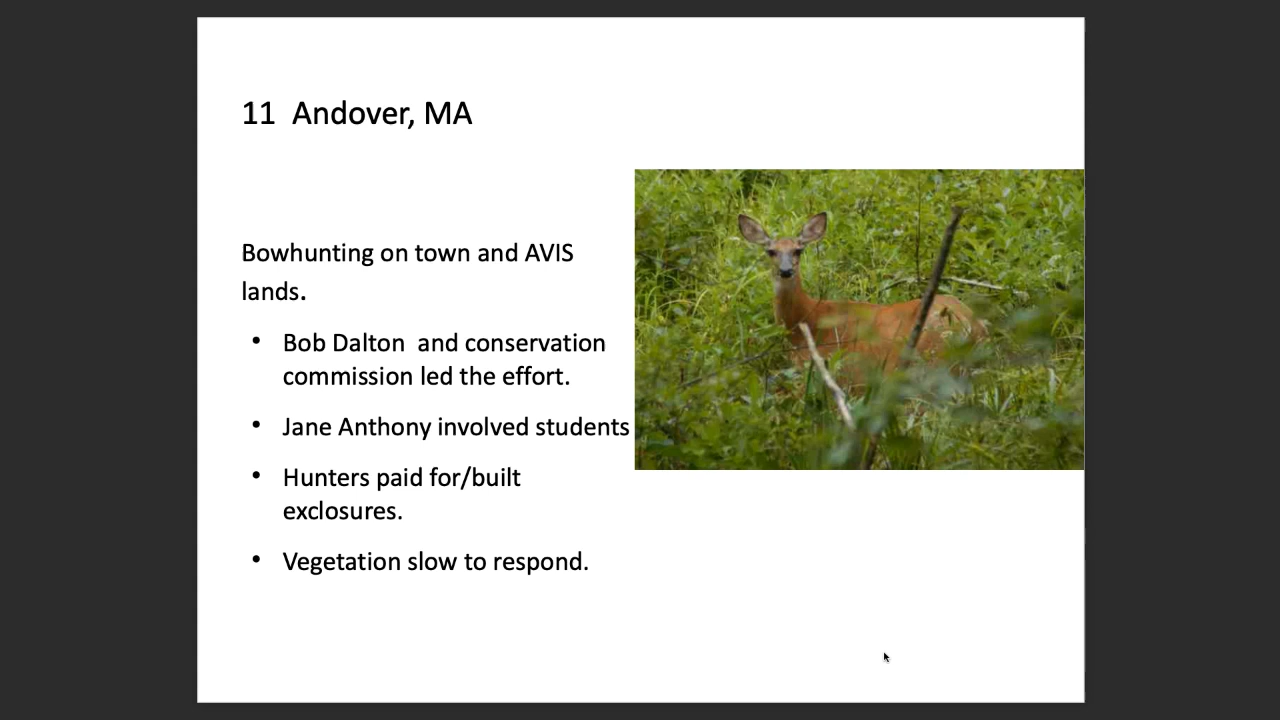 11  Andover, MA
Bowhunting on town and AVIS
lands.
• Bob Dalton  and conservation
commission led the effort.
• Jane Anthony involved students
• Hunters paid for/built
exclosures.
• Vegetation slow to respond.